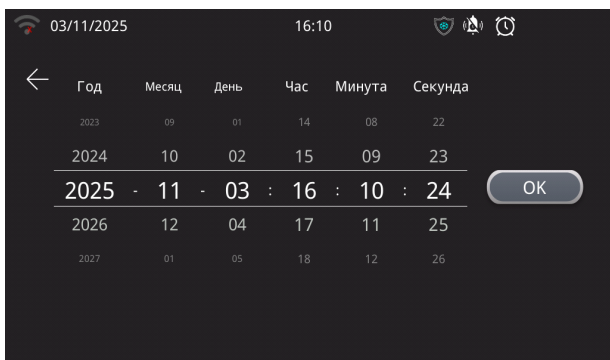 03/11/2025 16:10
Год Месяц День Час Минута Секунда
2023 09 01 14 08 22
2024 10 02 15 09 23
2025 - 11 - 03 : 16 : 10 : 24 OK
2026 12 04 17 11 25
2027 01 05 18 12 26